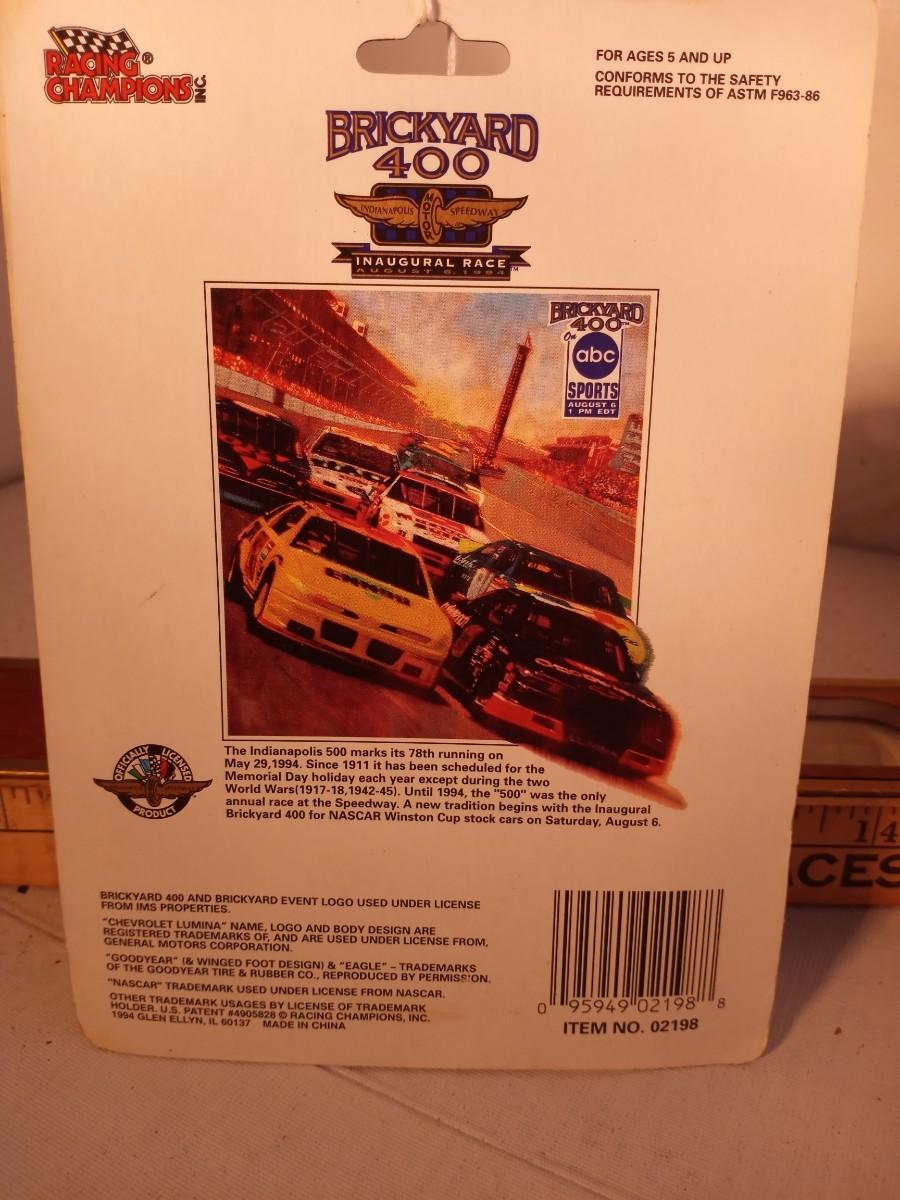 RACING ®
CHAMPIONS INC.
FOR AGES 5 AND UP
CONFORMS TO THE SAFETY
REQUIREMENTS OF ASTM F963-86
BRICKYARD
400
INDIANAPOLIS MOTOR SPEEDWAY
INAUGURAL RACE
AUGUST 6, 1994 TM
BRICKYARD
400
On
abc
SPORTS
AUGUST 6
1 PM EDT
OFFICIALLY LICENSED
PRODUCT
The Indianapolis 500 marks its 78th running on
May 29,1994. Since 1911 it has been scheduled for the
Memorial Day holiday each year except during the two
World Wars(1917-18,1942-45). Until 1994, the "500" was the only
annual race at the Speedway. A new tradition begins with the Inaugural
Brickyard 400 for NASCAR Winston Cup stock cars on Saturday, August 6.
BRICKYARD 400 AND BRICKYARD EVENT LOGO USED UNDER LICENSE
FROM IMS PROPERTIES.
"CHEVROLET LUMINA" NAME, LOGO AND BODY DESIGN ARE
REGISTERED TRADEMARKS OF, AND ARE USED UNDER LICENSE FROM,
GENERAL MOTORS CORPORATION.
"GOODYEAR" (& WINGED FOOT DESIGN) & "EAGLE" – TRADEMARKS
OF THE GOODYEAR TIRE & RUBBER CO., REPRODUCED BY PERMISSION.
"NASCAR" TRADEMARK USED UNDER LICENSE FROM NASCAR.
OTHER TRADEMARK USAGES BY LICENSE OF TRADEMARK
HOLDER. U.S. PATENT #4905828 © RACING CHAMPIONS, INC.
1994 GLEN ELLYN, IL 60137 MADE IN CHINA
0 95949 02198 8
ITEM NO. 02198
14
ACES